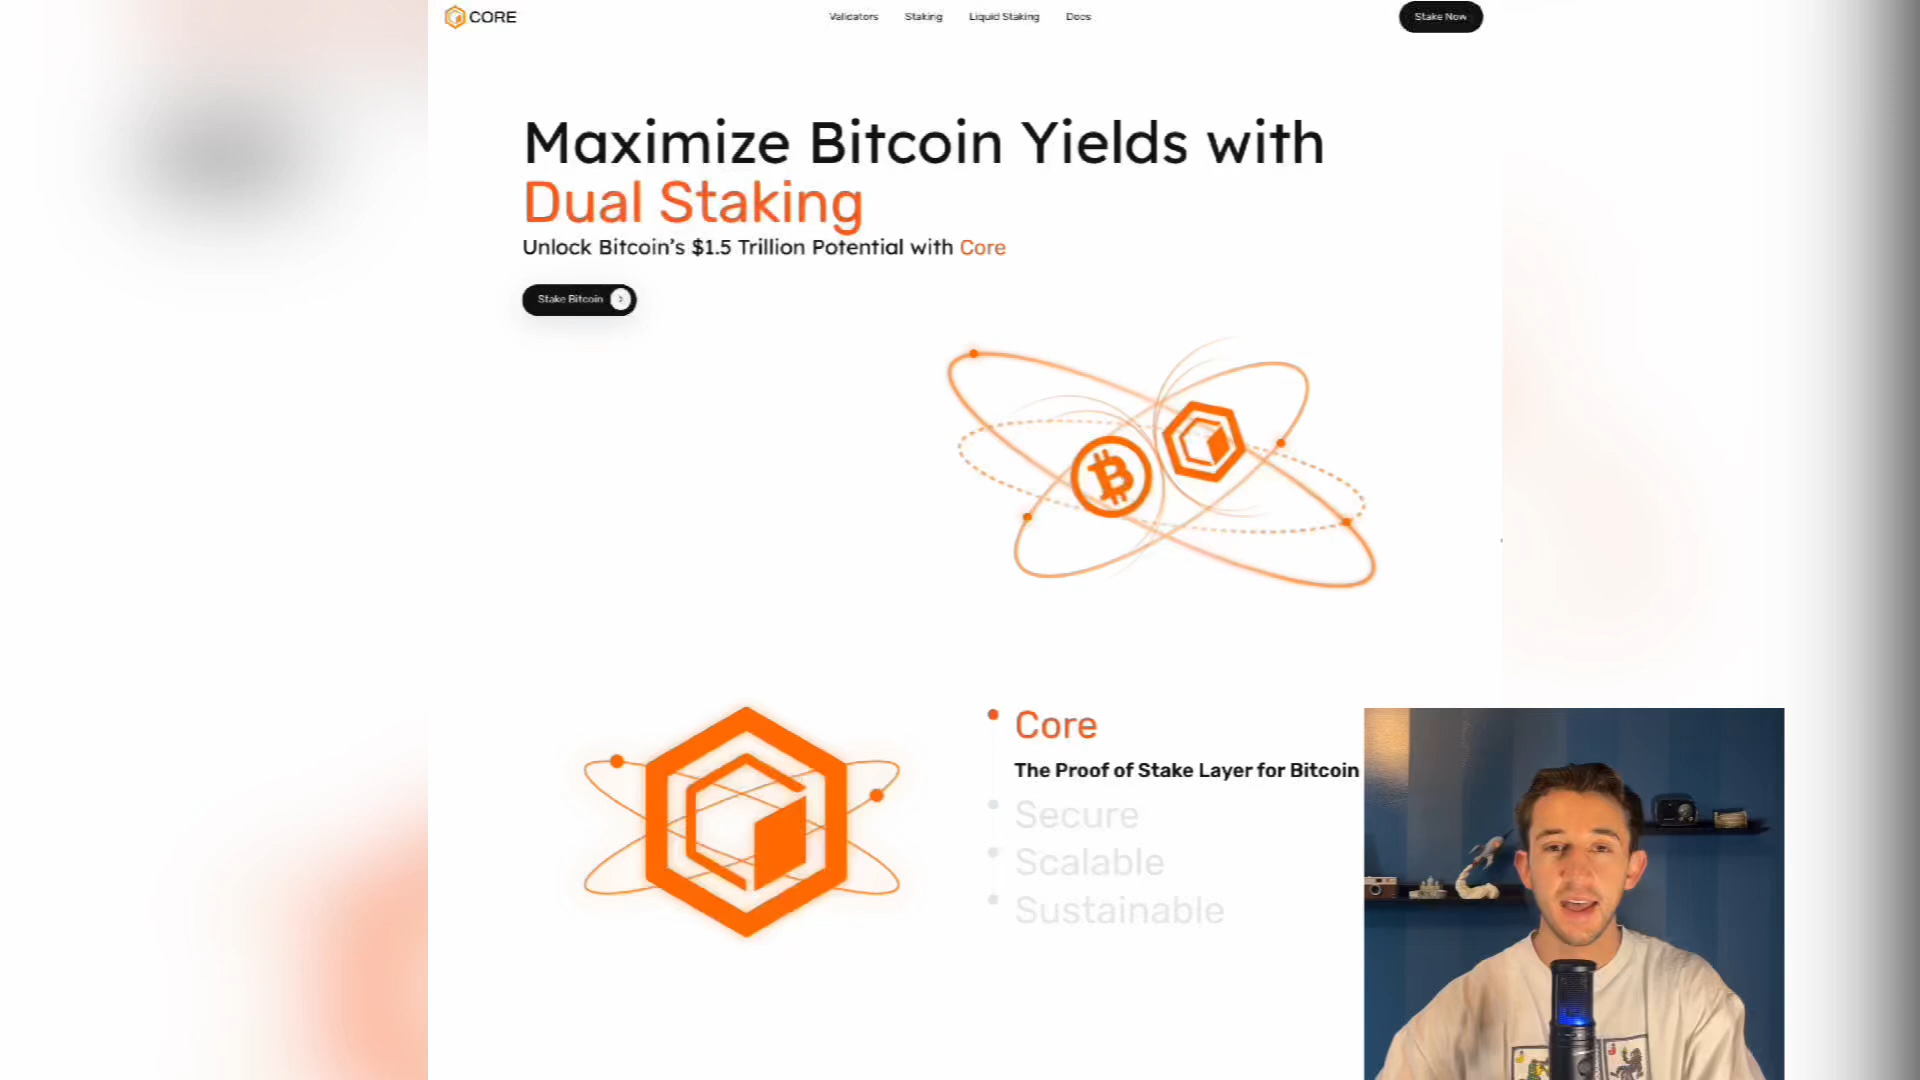 CORE
Validators
Staking
Liquid Staking
Docs
Stake Now
Maximize Bitcoin Yields with
Dual Staking
Unlock Bitcoin’s $1.5 Trillion Potential with Core
Stake Bitcoin
Core
The Proof of Stake Layer for Bitcoin
Secure
Scalable
Sustainable